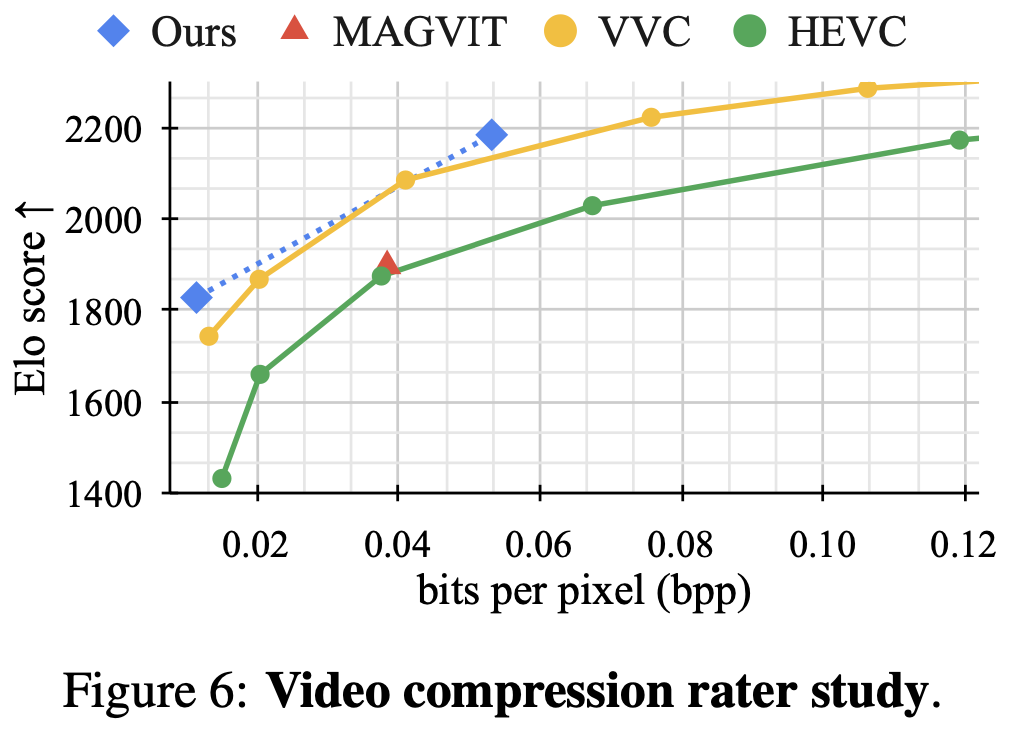 Ours MAGVIT VVC HEVC
2200
2000
1800
1600
1400
Elo score ↑
0.02 0.04 0.06 0.08 0.10 0.12
bits per pixel (bpp)
Figure 6: Video compression rater study.